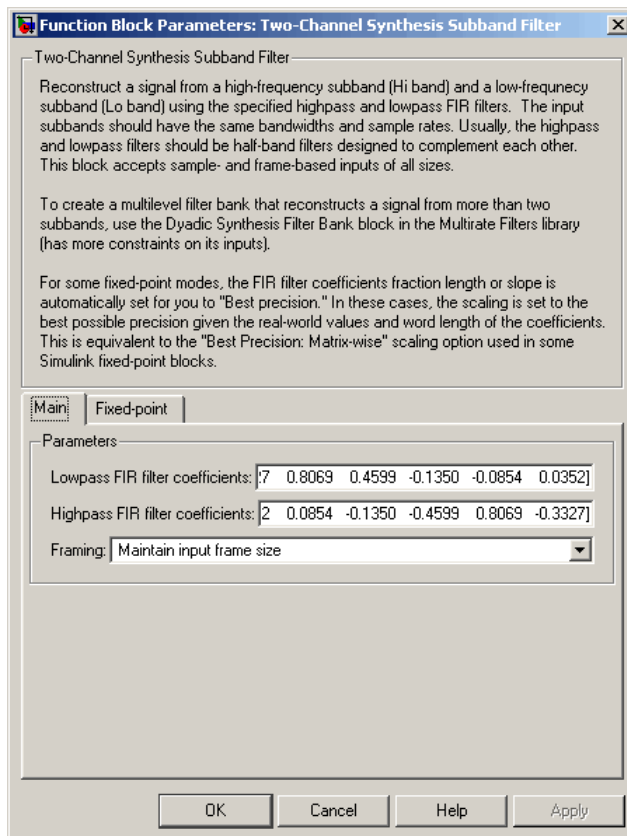 Function Block Parameters: Two-Channel Synthesis Subband Filter
Two-Channel Synthesis Subband Filter
Reconstruct a signal from a high-frequency subband (Hi band) and a low-frequnecy
subband (Lo band) using the specified highpass and lowpass FIR filters.  The input
subbands should have the same bandwidths and sample rates. Usually, the highpass
and lowpass filters should be half-band filters designed to complement each other.
This block accepts sample- and frame-based inputs of all sizes.
To create a multilevel filter bank that reconstructs a signal from more than two
subbands, use the Dyadic Synthesis Filter Bank block in the Multirate Filters library
(has more constraints on its inputs).
For some fixed-point modes, the FIR filter coefficients fraction length or slope is
automatically set for you to "Best precision." In these cases, the scaling is set to the
best possible precision given the real-world values and word length of the coefficients.
This is equivalent to the "Best Precision: Matrix-wise" scaling option used in some
Simulink fixed-point blocks.
Main Fixed-point
Parameters
Lowpass FIR filter coefficients: 7 0.8069 0.4599 -0.1350 -0.0854 0.0352]
Highpass FIR filter coefficients: 2 0.0854 -0.1350 -0.4599 0.8069 -0.3327]
Framing: Maintain input frame size
OK Cancel Help Apply